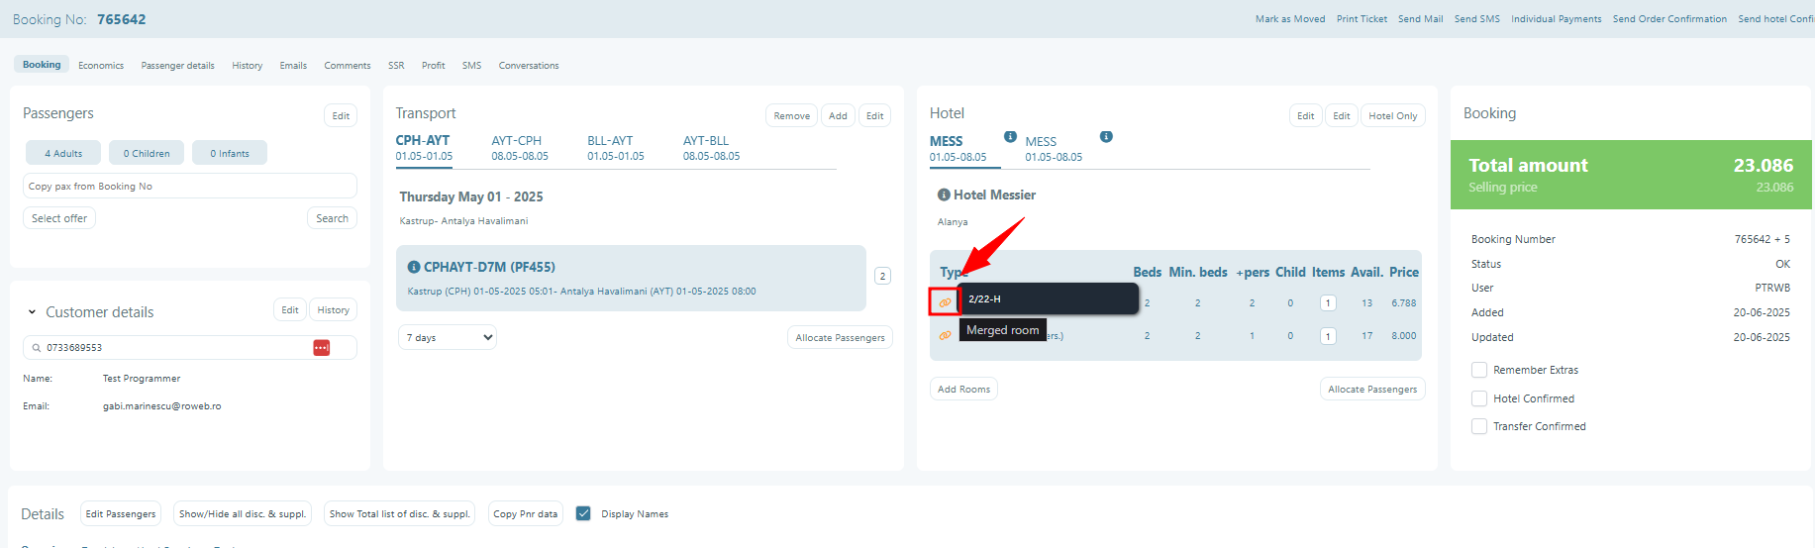 Booking No: 765642
Mark as Moved Print Ticket Send Mail Send SMS Individual Payments Send Order Confirmation Send hotel Confi
Booking Economics Passenger details History Emails Comments SSR Profit SMS Conversations
Passengers
Edit
4 Adults 0 Children 0 Infants
Copy pax from Booking No
Select offer Search
Customer details Edit History
0733689553
Name: Test Programmer
Email: gabi.marinescu@roweb.ro
Transport
Remove Add Edit
CPH-AYT AYT-CPH BLL-AYT AYT-BLL
01.05-01.05 08.05-08.05 01.05-01.05 08.05-08.05
Thursday May 01 - 2025
Kastrup- Antalya Havalimani
CPHAYT-D7M (PF455)
Kastrup (CPH) 01-05-2025 05:01- Antalya Havalimani (AYT) 01-05-2025 08:00
2
7 days Allocate Passengers
Hotel
Edit Edit Hotel Only
MESS MESS
01.05-08.05 01.05-08.05
Hotel Messier
Alanya
Type Beds Min. beds +pers Child Items Avail. Price
2/22-H 2 2 2 0 1 13 6.788
Merged room ers.) 2 2 1 0 1 17 8.000
Add Rooms Allocate Passengers
Booking
Total amount 23.086
Selling price 23.086
Booking Number 765642 + 5
Status OK
User PTRWB
Added 20-06-2025
Updated 20-06-2025
Remember Extras
Hotel Confirmed
Transfer Confirmed
Details Edit Passengers Show/Hide all disc. & suppl. Show Total list of disc. & suppl. Copy Pnr data Display Names